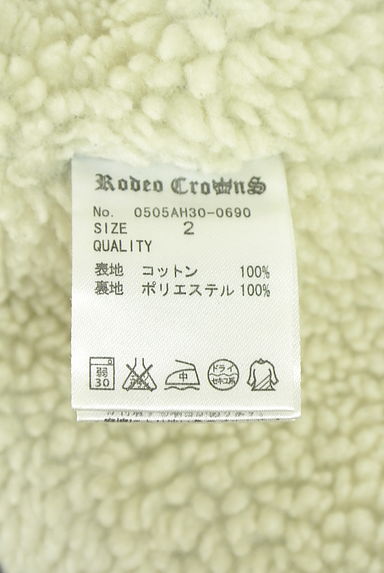 Rodeo CroωnS
No. 0505AH30-0690
SIZE 2
QUALITY
表地 コットン 100%
裏地 ポリエステル 100%
弱 30 中 ドライ セキユ系